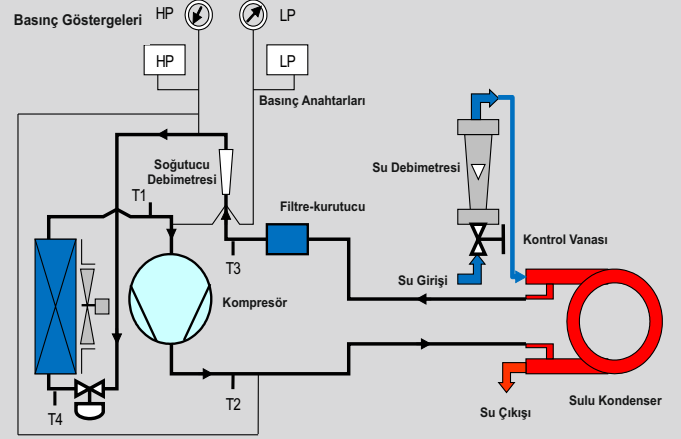 Basınç Göstergeleri
HP
LP
HP
LP
Basınç Anahtarları
Soğutucu
Debimetresi
Su Debimetresi
T1
Filtre-kurutucu
Kontrol Vanası
T3
Su Girişi
Kompresör
T2
T4
Su Çıkışı
Sulu Kondenser